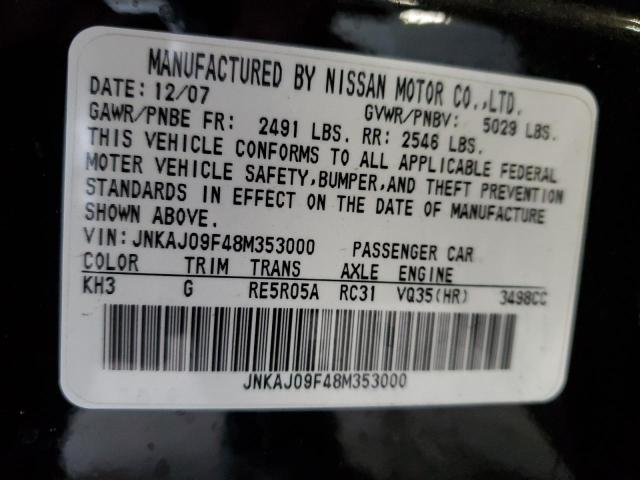 MANUFACTURED BY NISSAN MOTOR CO.,LTD.
DATE: 12/07 GVWR/PNBV: 5029 LBS.
GAWR/PNBE FR: 2491 LBS. RR: 2546 LBS.
THIS VEHICLE CONFORMS TO ALL APPLICABLE FEDERAL
MOTER VEHICLE SAFETY,BUMPER,AND THEFT PREVENTION
STANDARDS IN EFFECT ON THE DATE OF MANUFACTURE
SHOWN ABOVE.
VIN:JNKAJ09F48M353000 PASSENGER CAR
COLOR TRIM TRANS AXLE ENGINE
KH3 G RE5R05A RC31 VQ35(HR) 3498CC
JNKAJ09F48M353000